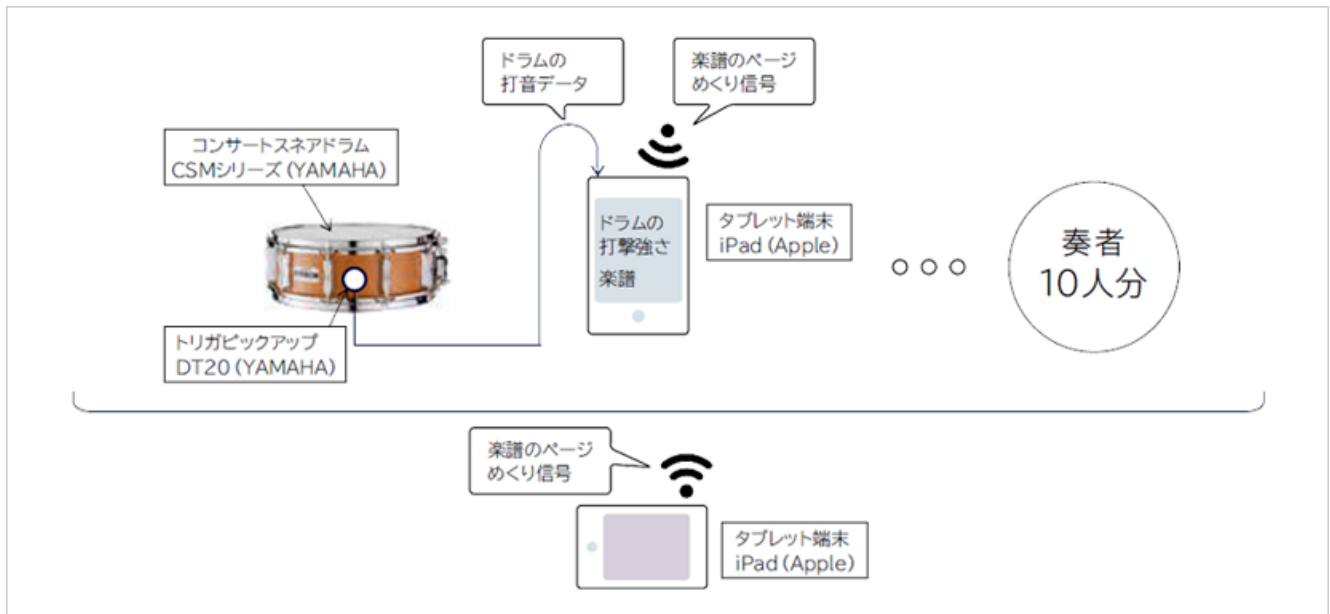 ドラムの
打音データ
楽譜のページ
めくり信号
コンサートスネアドラム
CSMシリーズ(YAMAHA)
ドラムの
打撃強さ
楽譜
タブレット端末
iPad(Apple)
奏者
10人分
トリガピックアップ
DT20(YAMAHA)
楽譜のページ
めくり信号
タブレット端末
iPad(Apple)